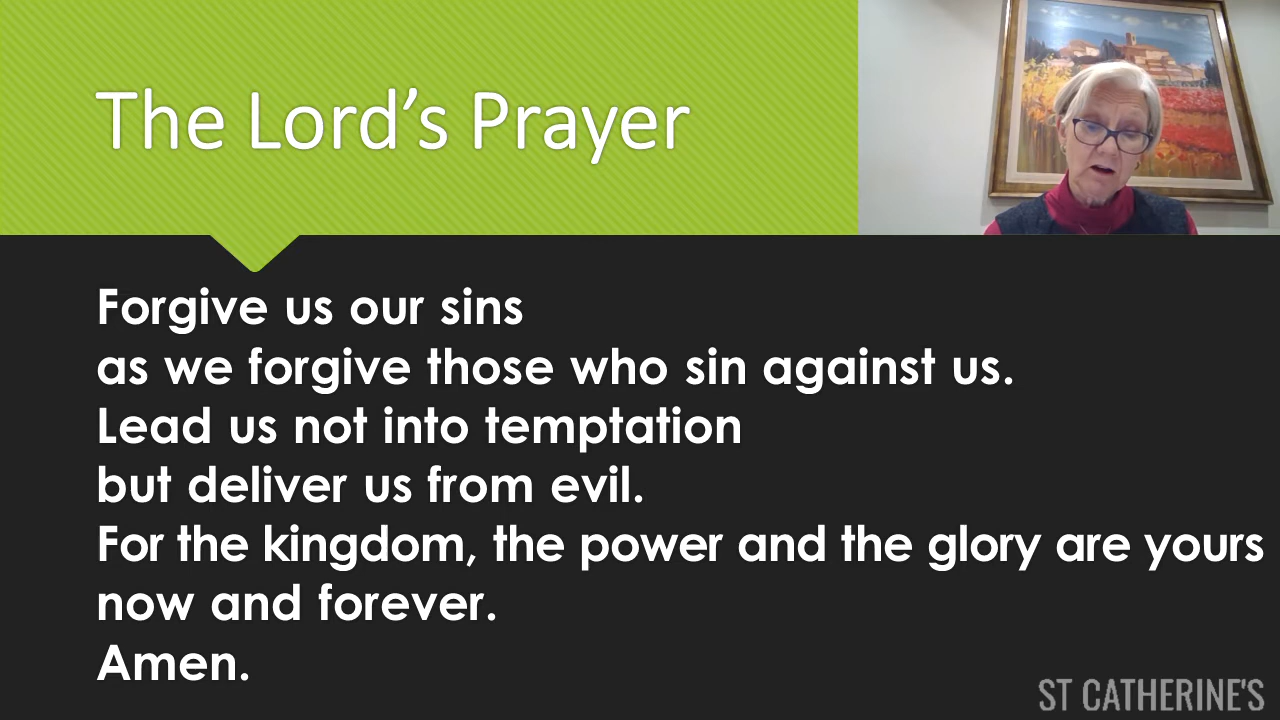 The Lord’s Prayer
Forgive us our sins
as we forgive those who sin against us.
Lead us not into temptation
but deliver us from evil.
For the kingdom, the power and the glory are yours
now and forever.
Amen.
ST CATHERINE'S